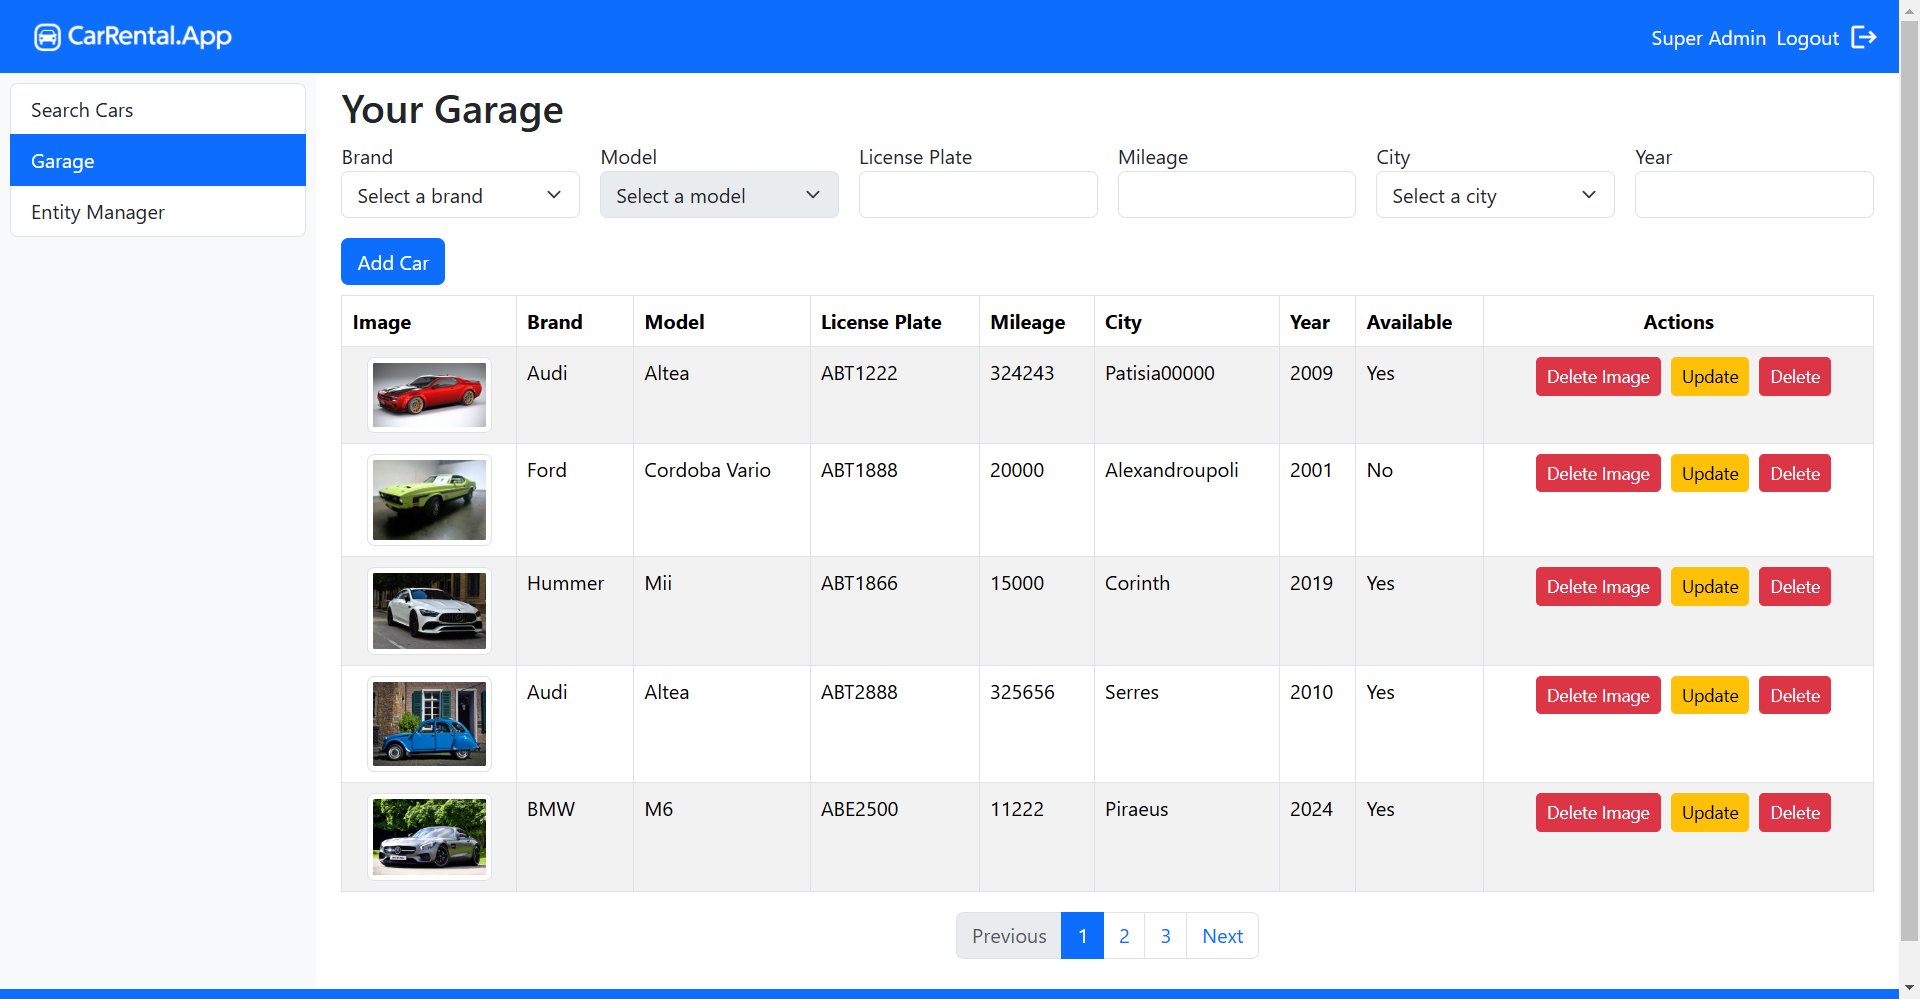 CarRental.App
Super Admin Logout
Search Cars
Garage
Entity Manager
Your Garage
Brand Model License Plate Mileage City Year
Select a brand Select a model Select a city
Add Car
Image Brand Model License Plate Mileage City Year Available Actions
Audi Altea ABT1222 324243 Patisia00000 2009 Yes Delete Image Update Delete
Ford Cordoba Vario ABT1888 20000 Alexandroupoli 2001 No Delete Image Update Delete
Hummer Mii ABT1866 15000 Corinth 2019 Yes Delete Image Update Delete
Audi Altea ABT2888 325656 Serres 2010 Yes Delete Image Update Delete
BMW M6 ABE2500 11222 Piraeus 2024 Yes Delete Image Update Delete
Previous 1 2 3 Next